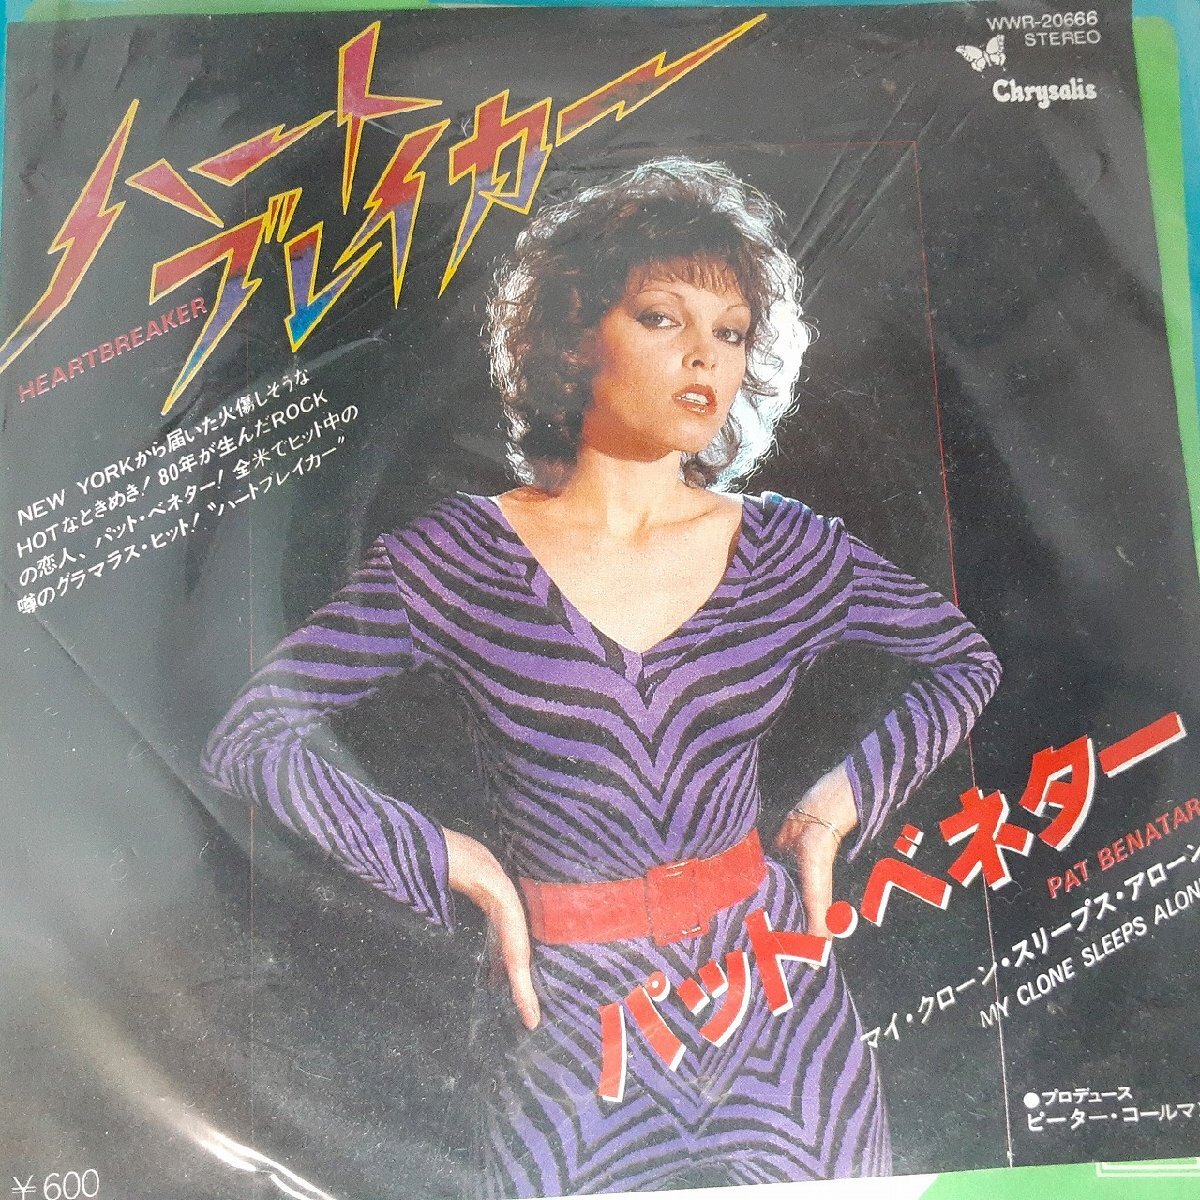 WWR-20666
STEREO
Chrysalis
ハート
ブレイカー
HEARTBREAKER
NEW YORKから届いた火傷しそうな
HOTなときめき！80年が生んだROCK
の恋人、パット・ベネター！全米でヒット中の
噂のグラマラス・ヒット！"ハートブレイカー"
パット・ベネター
PAT BENATAR
マイ・クローン・スリープス・アローン
MY CLONE SLEEPS ALONE
●プロデュース
ピーター・コールマン
￥600